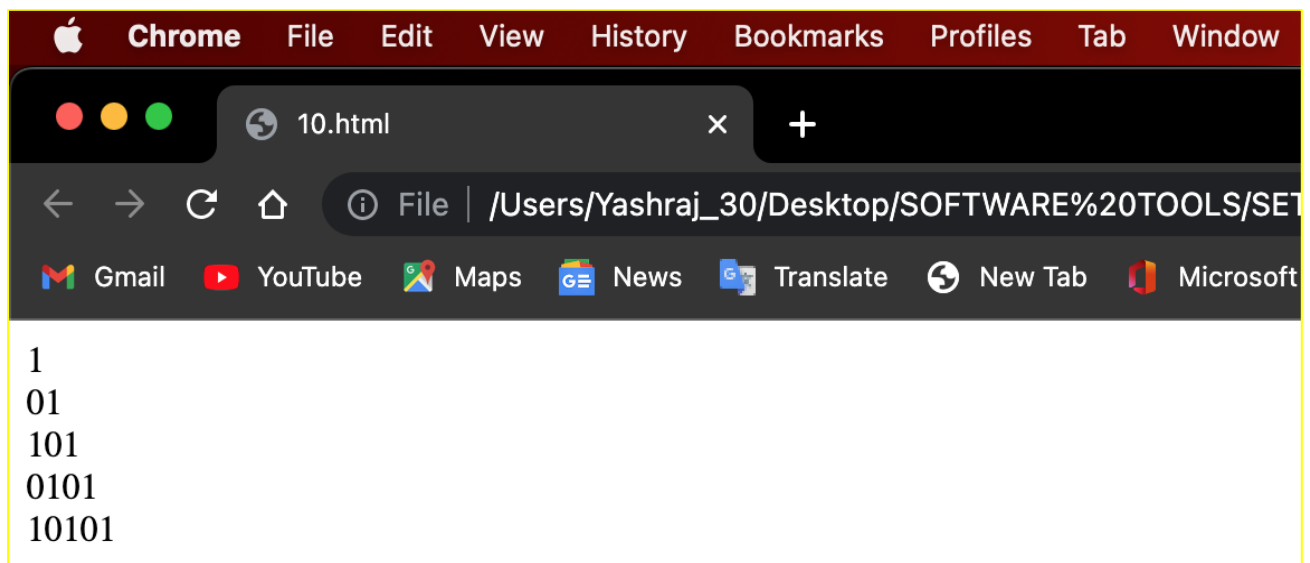 Chrome File Edit View History Bookmarks Profiles Tab Window
10.html
File /Users/Yashraj_30/Desktop/SOFTWARE%20TOOLS/SET
Gmail YouTube Maps News Translate New Tab Microsoft
1
01
101
0101
10101